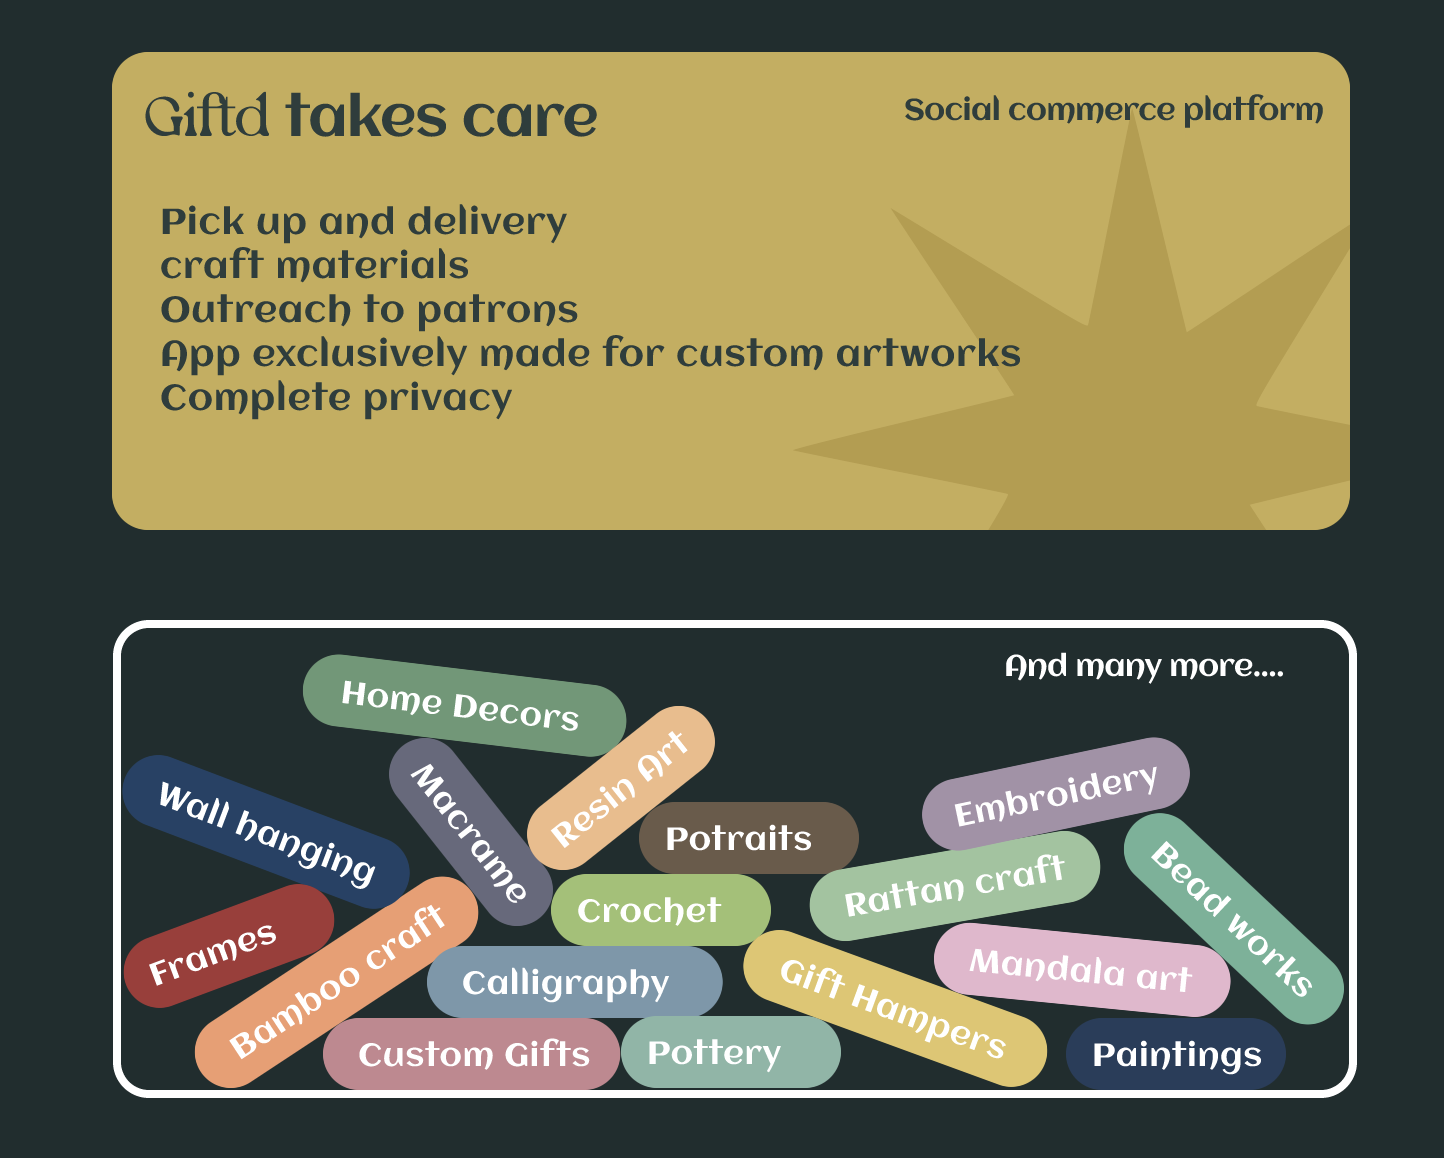 Giftd takes care
Social commerce platform
Pick up and delivery
craft materials
Outreach to patrons
App exclusively made for custom artworks
Complete privacy
And many more....
Home Decors
Resin Art
Macrame
Wall hanging
Embroidery
Potraits
Bead works
Rattan craft
Crochet
Frames
Bamboo craft
Calligraphy
Gift Hampers
Mandala art
Custom Gifts
Pottery
Paintings